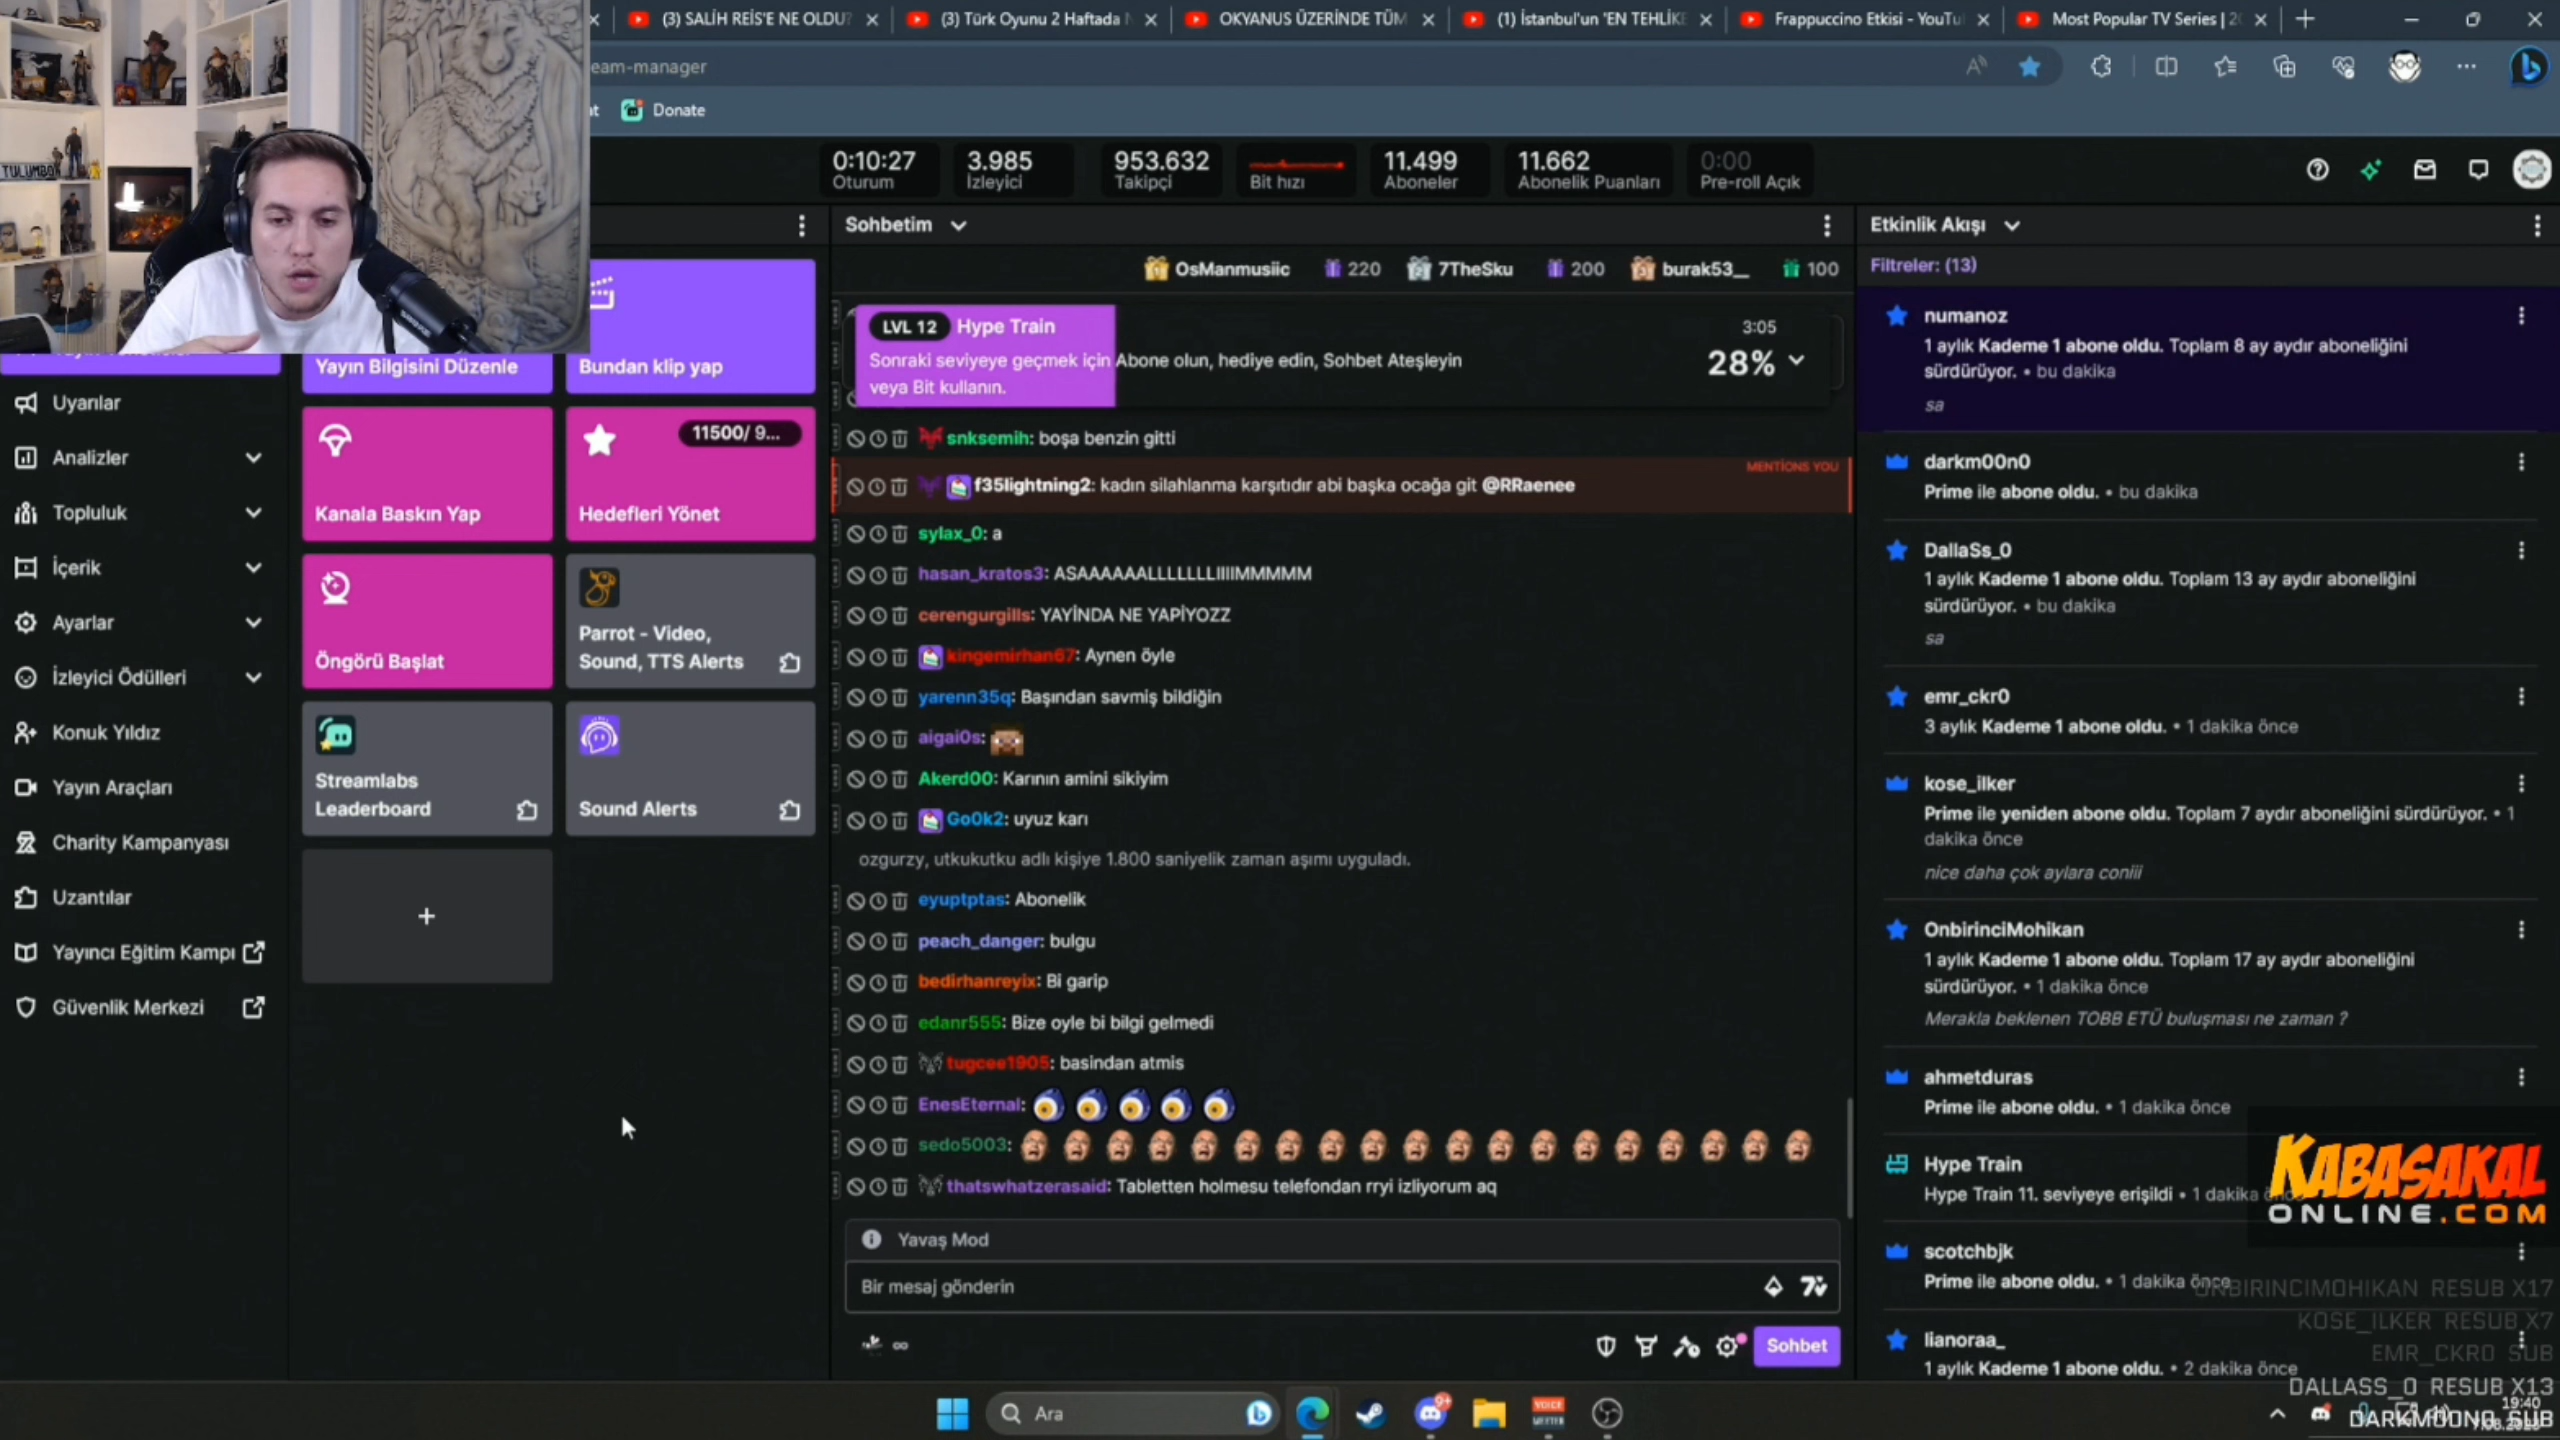 (3) SALİH REİS'E NE OLDU?
(3) Türk Oyunu 2 Haftada
OKYANUS ÜZERİNDE TÜM
(1) İstanbul'un 'EN TEHLİKE
Frappuccino Etkisi - YouTu
Most Popular TV Series | 2
eam-manager
Donate
TULUMBO
0:10:27
Oturum
3.985
İzleyici
953.632
Takipçi
Bit hızı
11.499
Aboneler
11.662
Abonelik Puanları
0:00
Pre-roll Açık
Uyarılar
Analizler
Topluluk
İçerik
Ayarlar
İzleyici Ödülleri
Konuk Yıldız
Yayın Araçları
Charity Kampanyası
Uzantılar
Yayıncı Eğitim Kampı
Güvenlik Merkezi
Yayın Bilgisini Düzenle
Bundan klip yap
Kanala Baskın Yap
11500/ 9...
Hedefleri Yönet
Öngörü Başlat
Parrot - Video,
Sound, TTS Alerts
Streamlabs
Leaderboard
Sound Alerts
+
Sohbetim
OsManmusiic 220 7TheSku 200 burak53__ 100
LVL 12 Hype Train
3:05
Sonraki seviyeye geçmek için Abone olun, hediye edin, Sohbet Ateşleyin
veya Bit kullanın.
28%
snksemih: boşa benzin gitti
MENTIONS YOU
f35lightning2: kadın silahlanma karşıtıdır abi başka ocağa git @RRaenee
sylax_0: a
hasan_kratos3: ASAAAAAALLLLLLLIIIIMMMMM
cerengurgills: YAYİNDA NE YAPİYOZZ
kingemirhan67: Aynen öyle
yarenn35q: Başından savmiş bildiğin
aigai0s:
Akerd00: Karının amini sikiyim
Go0k2: uyuz karı
ozgurzy, utkukutku adlı kişiye 1.800 saniyelik zaman aşımı uyguladı.
eyuptptas: Abonelik
peach_danger: bulgu
bedirhanreyix: Bi garip
edanr555: Bize oyle bi bilgi gelmedi
tugcee1905: basindan atmis
EnesEternal:
sedo5003:
thatswhatzerasaid: Tabletten holmesu telefondan rryi izliyorum aq
Yavaş Mod
Bir mesaj gönderin
Sohbet
Etkinlik Akışı
Filtreler: (13)
numanoz
1 aylık Kademe 1 abone oldu. Toplam 8 ay aydır aboneliğini
sürdürüyor. • bu dakika
sa
darkm00n0
Prime ile abone oldu. • bu dakika
DallaSs_0
1 aylık Kademe 1 abone oldu. Toplam 13 ay aydır aboneliğini
sürdürüyor. • bu dakika
sa
emr_ckr0
3 aylık Kademe 1 abone oldu. • 1 dakika önce
kose_ilker
Prime ile yeniden abone oldu. Toplam 7 aydır aboneliğini sürdürüyor. • 1
dakika önce
nice daha çok aylara coniii
OnbirinciMohikan
1 aylık Kademe 1 abone oldu. Toplam 17 ay aydır aboneliğini
sürdürüyor. • 1 dakika önce
Merakla beklenen TOBB ETÜ buluşması ne zaman ?
ahmetduras
Prime ile abone oldu. • 1 dakika önce
Hype Train
Hype Train 11. seviyeye erişildi • 1 dakika önce
scotchbjk
Prime ile abone oldu. • 1 dakika önce
lianoraa_
1 aylık Kademe 1 abone oldu. • 2 dakika önce
KABASAKAL
ONLINE.COM
ONBIRINCIMOHIKAN RESUB X17
KOSE_ILKER RESUB X7
EMR_CKR0 SUB
DALLASS_0 RESUB X13
DARKM00N0 SUB
Ara
VOICE
MEETER
19:40